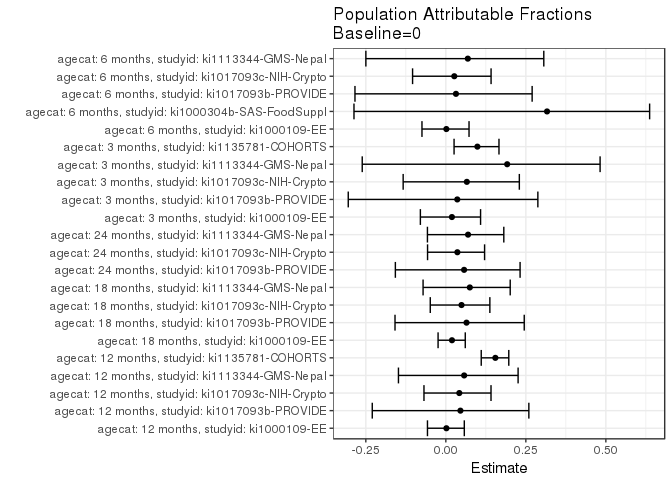 Population Attributable Fractions
Baseline=0
agecat: 6 months, studyid: ki1113344-GMS-Nepal
agecat: 6 months, studyid: ki1017093c-NIH-Crypto
agecat: 6 months, studyid: ki1017093b-PROVIDE
agecat: 6 months, studyid: ki1000304b-SAS-FoodSuppl
agecat: 6 months, studyid: ki1000109-EE
agecat: 3 months, studyid: ki1135781-COHORTS
agecat: 3 months, studyid: ki1113344-GMS-Nepal
agecat: 3 months, studyid: ki1017093c-NIH-Crypto
agecat: 3 months, studyid: ki1017093b-PROVIDE
agecat: 3 months, studyid: ki1000109-EE
agecat: 24 months, studyid: ki1113344-GMS-Nepal
agecat: 24 months, studyid: ki1017093c-NIH-Crypto
agecat: 24 months, studyid: ki1017093b-PROVIDE
agecat: 18 months, studyid: ki1113344-GMS-Nepal
agecat: 18 months, studyid: ki1017093c-NIH-Crypto
agecat: 18 months, studyid: ki1017093b-PROVIDE
agecat: 18 months, studyid: ki1000109-EE
agecat: 12 months, studyid: ki1135781-COHORTS
agecat: 12 months, studyid: ki1113344-GMS-Nepal
agecat: 12 months, studyid: ki1017093c-NIH-Crypto
agecat: 12 months, studyid: ki1017093b-PROVIDE
agecat: 12 months, studyid: ki1000109-EE
-0.25 0.00 0.25 0.50
Estimate